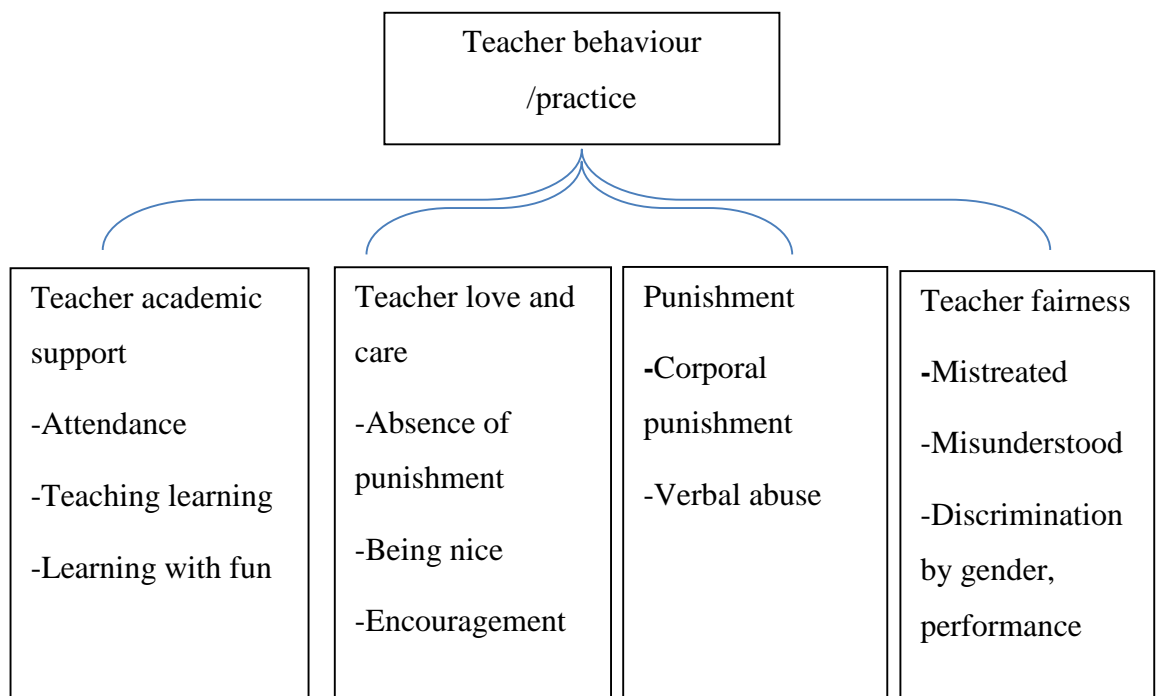 Teacher behaviour
/practice
Teacher academic
support
-Attendance
-Teaching learning
-Learning with fun
Teacher love and
care
-Absence of
punishment
-Being nice
-Encouragement
Punishment
-Corporal
punishment
-Verbal abuse
Teacher fairness
-Mistreated
-Misunderstood
-Discrimination
by gender,
performance